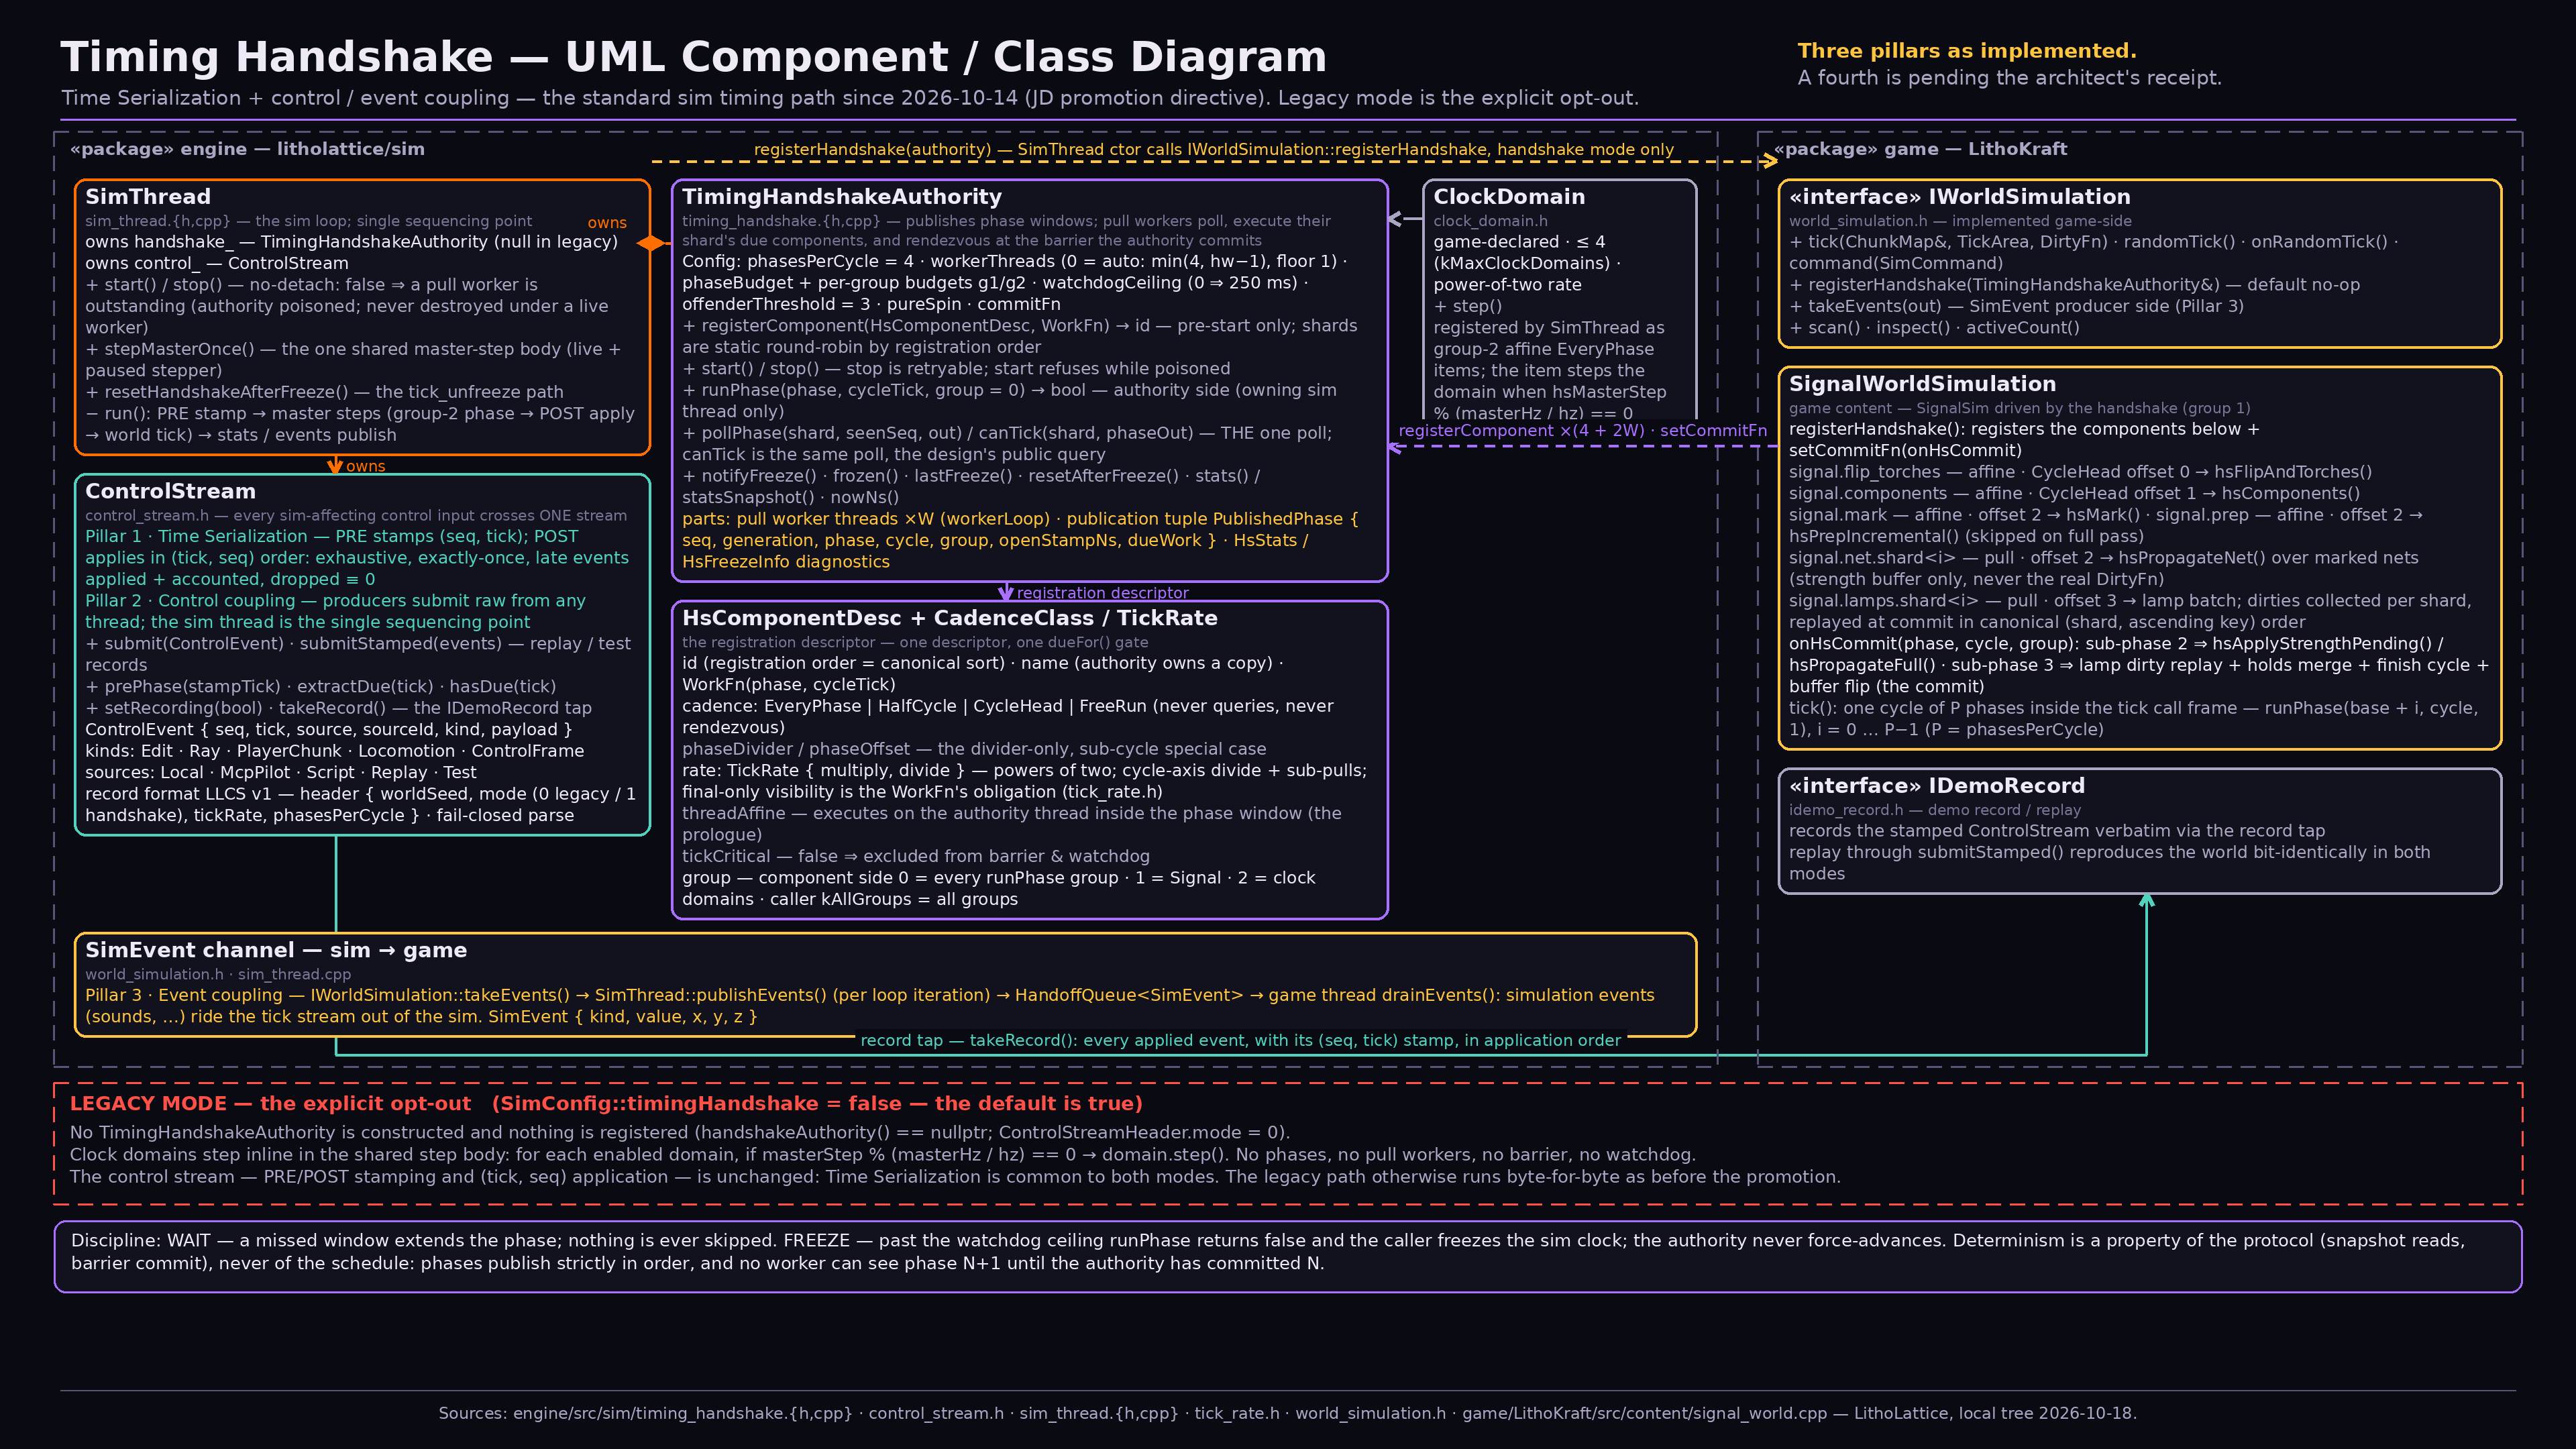 Timing Handshake — UML Component / Class Diagram
Time Serialization + control / event coupling — the standard sim timing path since 2026-10-14 (JD promotion directive). Legacy mode is the explicit opt-out.
Three pillars as implemented.
A fourth is pending the architect's receipt.
«package» engine — litholattice/sim
registerHandshake(authority) — SimThread ctor calls IWorldSimulation::registerHandshake, handshake mode only
«package» game — LithoKraft
SimThread
sim_thread.{h,cpp} — the sim loop; single sequencing point
owns
owns handshake_ — TimingHandshakeAuthority (null in legacy)
owns control_ — ControlStream
+ start() / stop() — no-detach: false ⇒ a pull worker is
outstanding (authority poisoned; never destroyed under a live
worker)
+ stepMasterOnce() — the one shared master-step body (live +
paused stepper)
+ resetHandshakeAfterFreeze() — the tick_unfreeze path
− run(): PRE stamp → master steps (group-2 phase → POST apply
→ world tick) → stats / events publish
owns
ControlStream
control_stream.h — every sim-affecting control input crosses ONE stream
Pillar 1 · Time Serialization — PRE stamps (seq, tick); POST
applies in (tick, seq) order: exhaustive, exactly-once, late events
applied + accounted, dropped ≡ 0
Pillar 2 · Control coupling — producers submit raw from any
thread; the sim thread is the single sequencing point
+ submit(ControlEvent) · submitStamped(events) — replay / test
records
+ prePhase(stampTick) · extractDue(tick) · hasDue(tick)
+ setRecording(bool) · takeRecord() — the IDemoRecord tap
ControlEvent { seq, tick, source, sourceId, kind, payload }
kinds: Edit · Ray · PlayerChunk · Locomotion · ControlFrame
sources: Local · McpPilot · Script · Replay · Test
record format LLCS v1 — header { worldSeed, mode (0 legacy / 1
handshake), tickRate, phasesPerCycle } · fail-closed parse
TimingHandshakeAuthority
timing_handshake.{h,cpp} — publishes phase windows; pull workers poll, execute their
shard's due components, and rendezvous at the barrier the authority commits
Config: phasesPerCycle = 4 · workerThreads (0 = auto: min(4, hw−1), floor 1) ·
phaseBudget + per-group budgets g1/g2 · watchdogCeiling (0 ⇒ 250 ms) ·
offenderThreshold = 3 · pureSpin · commitFn
+ registerComponent(HsComponentDesc, WorkFn) → id — pre-start only; shards
are static round-robin by registration order
+ start() / stop() — stop is retryable; start refuses while poisoned
+ runPhase(phase, cycleTick, group = 0) → bool — authority side (owning sim
thread only)
+ pollPhase(shard, seenSeq, out) / canTick(shard, phaseOut) — THE one poll;
canTick is the same poll, the design's public query
+ notifyFreeze() · frozen() · lastFreeze() · resetAfterFreeze() · stats() /
statsSnapshot() · nowNs()
parts: pull worker threads ×W (workerLoop) · publication tuple PublishedPhase {
seq, generation, phase, cycle, group, openStampNs, dueWork } · HsStats /
HsFreezeInfo diagnostics
registration descriptor
HsComponentDesc + CadenceClass / TickRate
the registration descriptor — one descriptor, one dueFor() gate
id (registration order = canonical sort) · name (authority owns a copy) ·
WorkFn(phase, cycleTick)
cadence: EveryPhase | HalfCycle | CycleHead | FreeRun (never queries, never
rendezvous)
phaseDivider / phaseOffset — the divider-only, sub-cycle special case
rate: TickRate { multiply, divide } — powers of two; cycle-axis divide + sub-pulls;
final-only visibility is the WorkFn's obligation (tick_rate.h)
threadAffine — executes on the authority thread inside the phase window (the
prologue)
tickCritical — false ⇒ excluded from barrier & watchdog
group — component side 0 = every runPhase group · 1 = Signal · 2 = clock
domains · caller kAllGroups = all groups
ClockDomain
clock_domain.h
game-declared · ≤ 4
(kMaxClockDomains) ·
power-of-two rate
+ step()
registered by SimThread as
group-2 affine EveryPhase
items; the item steps the
domain when hsMasterStep
% (masterHz / hz) == 0
registerComponent ×(4 + 2W) · setCommitFn
«interface» IWorldSimulation
world_simulation.h — implemented game-side
+ tick(ChunkMap&, TickArea, DirtyFn) · randomTick() · onRandomTick() ·
command(SimCommand)
+ registerHandshake(TimingHandshakeAuthority&) — default no-op
+ takeEvents(out) — SimEvent producer side (Pillar 3)
+ scan() · inspect() · activeCount()
SignalWorldSimulation
game content — SignalSim driven by the handshake (group 1)
registerHandshake(): registers the components below +
setCommitFn(onHsCommit)
signal.flip_torches — affine · CycleHead offset 0 → hsFlipAndTorches()
signal.components — affine · CycleHead offset 1 → hsComponents()
signal.mark — affine · offset 2 → hsMark() · signal.prep — affine · offset 2 →
hsPrepIncremental() (skipped on full pass)
signal.net.shard<i> — pull · offset 2 → hsPropagateNet() over marked nets
(strength buffer only, never the real DirtyFn)
signal.lamps.shard<i> — pull · offset 3 → lamp batch; dirties collected per shard,
replayed at commit in canonical (shard, ascending key) order
onHsCommit(phase, cycle, group): sub-phase 2 ⇒ hsApplyStrengthPending() /
hsPropagateFull() · sub-phase 3 ⇒ lamp dirty replay + holds merge + finish cycle +
buffer flip (the commit)
tick(): one cycle of P phases inside the tick call frame — runPhase(base + i, cycle,
1), i = 0 … P−1 (P = phasesPerCycle)
«interface» IDemoRecord
idemo_record.h — demo record / replay
records the stamped ControlStream verbatim via the record tap
replay through submitStamped() reproduces the world bit-identically in both
modes
SimEvent channel — sim → game
world_simulation.h · sim_thread.cpp
Pillar 3 · Event coupling — IWorldSimulation::takeEvents() → SimThread::publishEvents() (per loop iteration) → HandoffQueue<SimEvent> → game thread drainEvents(): simulation events
(sounds, …) ride the tick stream out of the sim. SimEvent { kind, value, x, y, z }
record tap — takeRecord(): every applied event, with its (seq, tick) stamp, in application order
LEGACY MODE — the explicit opt-out (SimConfig::timingHandshake = false — the default is true)
No TimingHandshakeAuthority is constructed and nothing is registered (handshakeAuthority() == nullptr; ControlStreamHeader.mode = 0).
Clock domains step inline in the shared step body: for each enabled domain, if masterStep % (masterHz / hz) == 0 → domain.step(). No phases, no pull workers, no barrier, no watchdog.
The control stream — PRE/POST stamping and (tick, seq) application — is unchanged: Time Serialization is common to both modes. The legacy path otherwise runs byte-for-byte as before the promotion.
Discipline: WAIT — a missed window extends the phase; nothing is ever skipped. FREEZE — past the watchdog ceiling runPhase returns false and the caller freezes the sim clock; the authority never force-advances. Determinism is a property of the protocol (snapshot reads,
barrier commit), never of the schedule: phases publish strictly in order, and no worker can see phase N+1 until the authority has committed N.
Sources: engine/src/sim/timing_handshake.{h,cpp} · control_stream.h · sim_thread.{h,cpp} · tick_rate.h · world_simulation.h · game/LithoKraft/src/content/signal_world.cpp — LithoLattice, local tree 2026-10-18.